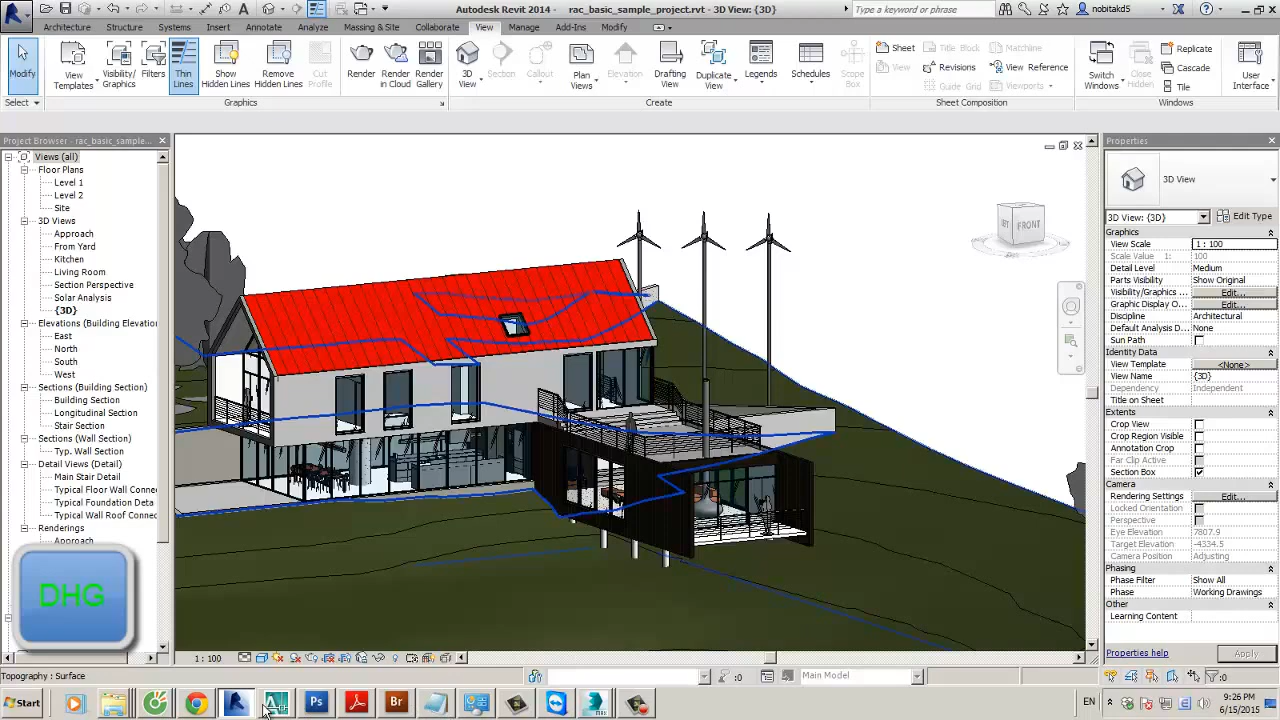 Autodesk Revit 2014 - rac_basic_sample_project.rvt - 3D View: {3D}
Type a keyword or phrase
nobitakd5
Architecture Structure Systems Insert Annotate Analyze Massing & Site Collaborate View Manage Add-Ins Modify
Modify
View Templates
Visibility/ Graphics
Filters
Thin Lines
Show Hidden Lines
Remove Hidden Lines
Cut Profile
Render
Render in Cloud
Render Gallery
3D View
Section
Callout
Plan Views
Elevation
Drafting View
Duplicate View
Legends
Schedules
Scope Box
Sheet
View
Title Block
Revisions
Guide Grid
Matchline
View Reference
Viewports
Switch Windows
Close Hidden
Replicate
Cascade
Tile
User Interface
Select Graphics Create Sheet Composition Windows
Project Browser - rac_basic_sample...
Views (all)
Floor Plans
Level 1
Level 2
Site
3D Views
Approach
From Yard
Kitchen
Living Room
Section Perspective
Solar Analysis
{3D}
Elevations (Building Elevation
East
North
South
West
Sections (Building Section)
Building Section
Longitudinal Section
Stair Section
Sections (Wall Section)
Typ. Wall Section
Detail Views (Detail)
Main Stair Detail
Typical Floor Wall Conne
Typical Foundation Deta
Typical Wall Roof Connec
Renderings
Approach
DHG
FRONT
Properties
3D View
3D View: {3D} Edit Type
Graphics
View Scale 1 : 100
Scale Value 1: 100
Detail Level Medium
Parts Visibility Show Original
Visibility/Graphics ... Edit...
Graphic Display O... Edit...
Discipline Architectural
Default Analysis D... None
Sun Path
Identity Data
View Template <None>
View Name {3D}
Dependency Independent
Title on Sheet
Extents
Crop View
Crop Region Visible
Annotation Crop
Far Clip Active
Section Box
Camera
Rendering Settings Edit...
Locked Orientation
Perspective
Eye Elevation 7807.9
Target Elevation -4334.5
Camera Position Adjusting
Phasing
Phase Filter Show All
Phase Working Drawings
Other
Learning Content
Properties help Apply
1 : 100
Topography : Surface
:0
Main Model
:0
Start
Ps
Br
EN
9:26 PM
6/15/2015